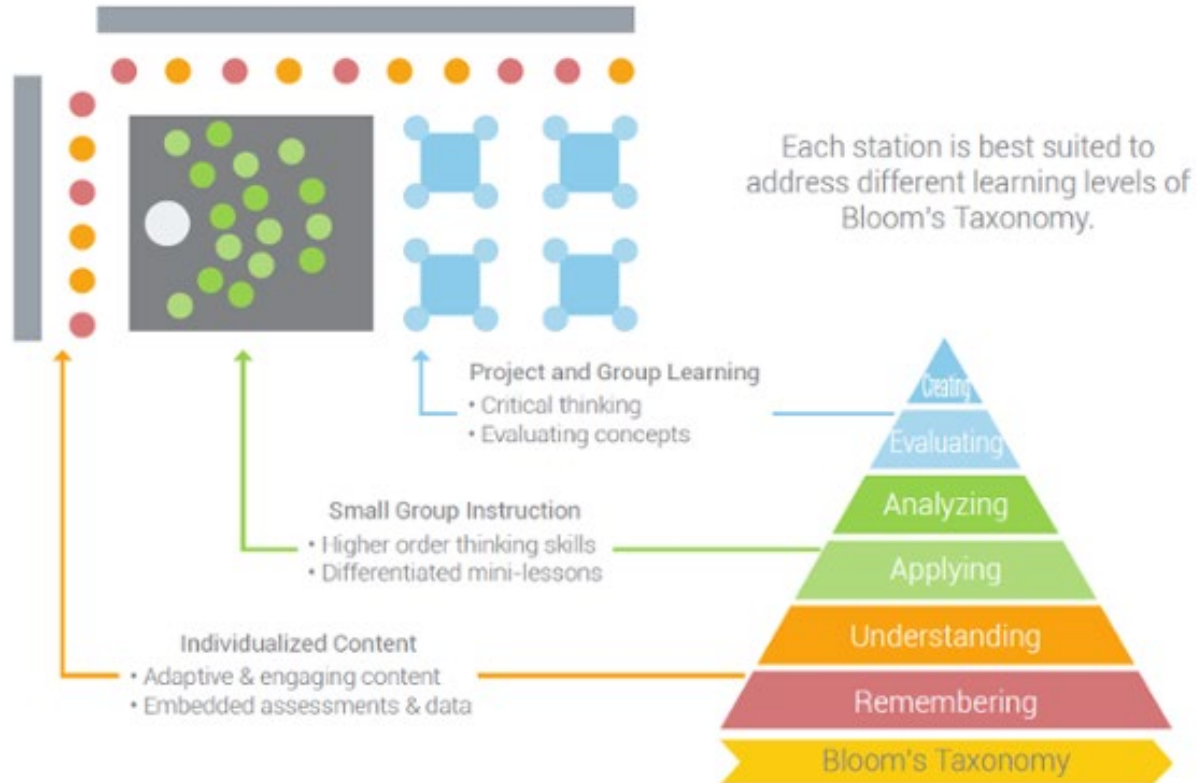 Each station is best suited to
address different learning levels of
Bloom's Taxonomy.
Project and Group Learning
• Critical thinking
• Evaluating concepts
Small Group Instruction
• Higher order thinking skills
• Differentiated mini-lessons
Individualized Content
• Adaptive & engaging content
• Embedded assessments & data
Creating
Evaluating
Analyzing
Applying
Understanding
Remembering
Bloom's Taxonomy